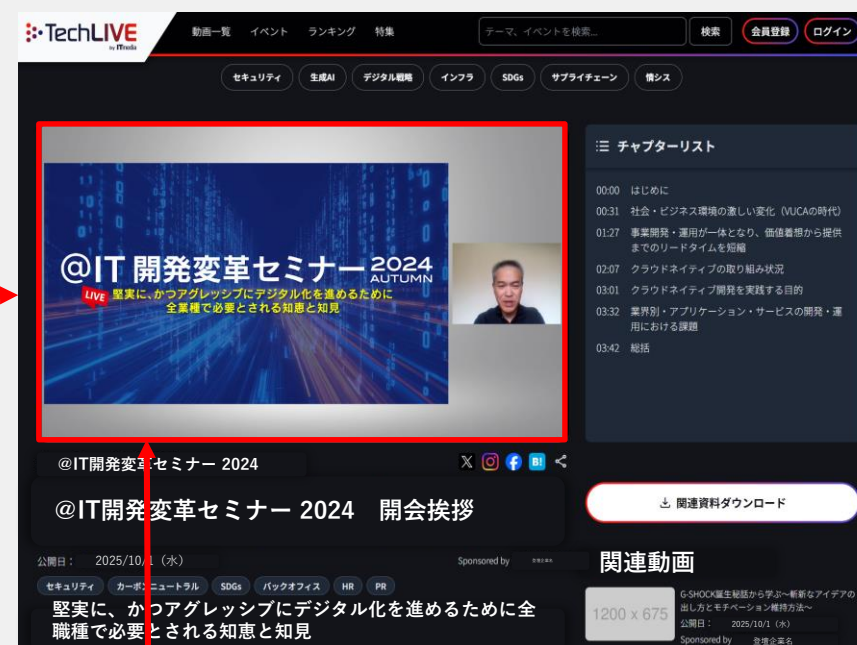 TechLIVE
by ITmedia
動画一覧 イベント ランキング 特集
テーマ、イベントを検索...
検索
会員登録
ログイン
セキュリティ 生成AI デジタル戦略 インフラ SDGs サプライチェーン 情シス
@IT 開発変革セミナー 2024 AUTUMN
LIVE 堅実に、かつアグレッシブにデジタル化を進めるために
全業種で必要とされる知恵と知見
チャプターリスト
00:00 はじめに
00:31 社会・ビジネス環境の激しい変化（VUCAの時代）
01:27 事業開発・運用が一体となり、価値着想から提供
までのリードタイムを短縮
02:07 クラウドネイティブの取り組み状況
03:01 クラウドネイティブ開発を実践する目的
03:32 業界別・アプリケーション・サービスの開発・運
用における課題
03:42 総括
@IT開発変革セミナー 2024
B!
@IT開発変革セミナー 2024 開会挨拶
公開日： 2025/10/1（水）
Sponsored by 登壇企業名
セキュリティ カーボンニュートラル SDGs バックオフィス HR PR
堅実に、かつアグレッシブにデジタル化を進めるために全
職種で必要とされる知恵と知見
関連資料ダウンロード
関連動画
1200 x 675
G-SHOCK誕生秘話から学ぶ～斬新なアイデアの
出し方とモチベーション維持方法～
公開日： 2025/10/1（水）
Sponsored by 登壇企業名